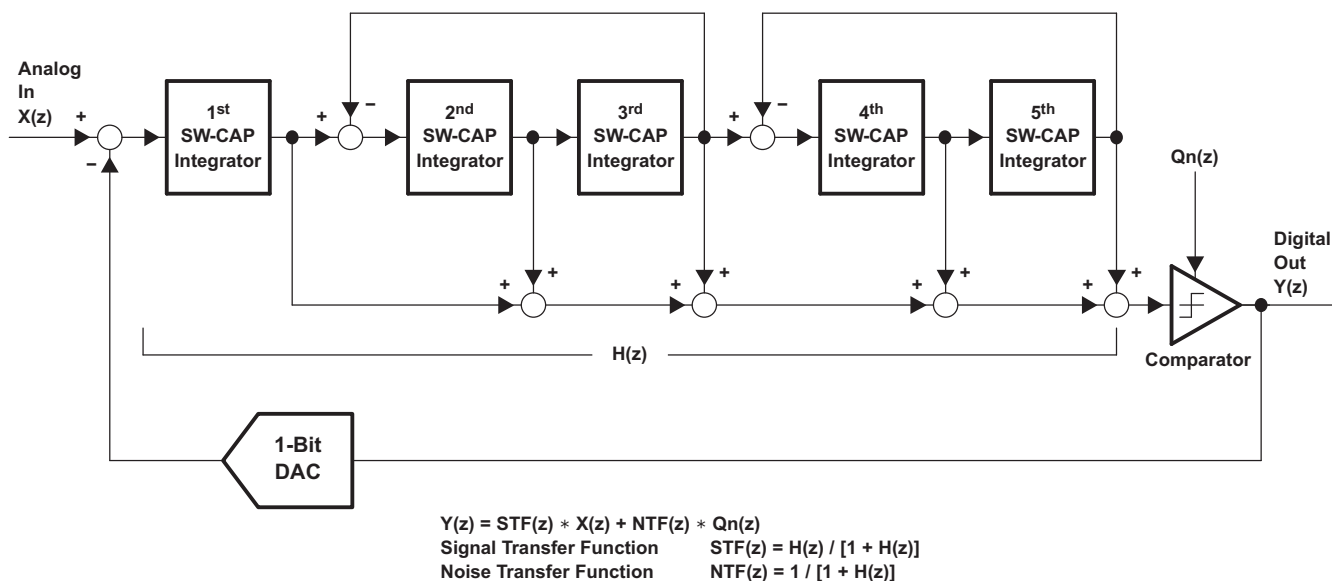 Analog
In
X(z)
+
−
1st
SW-CAP
Integrator
+
−
2nd
SW-CAP
Integrator
3rd
SW-CAP
Integrator
+
−
4th
SW-CAP
Integrator
5th
SW-CAP
Integrator
Qn(z)
Digital
Out
Y(z)
+
+
+
+
+
+
+
+
Comparator
H(z)
1-Bit
DAC
Y(z) = STF(z) * X(z) + NTF(z) * Qn(z)
Signal Transfer Function STF(z) = H(z) / [1 + H(z)]
Noise Transfer Function NTF(z) = 1 / [1 + H(z)]